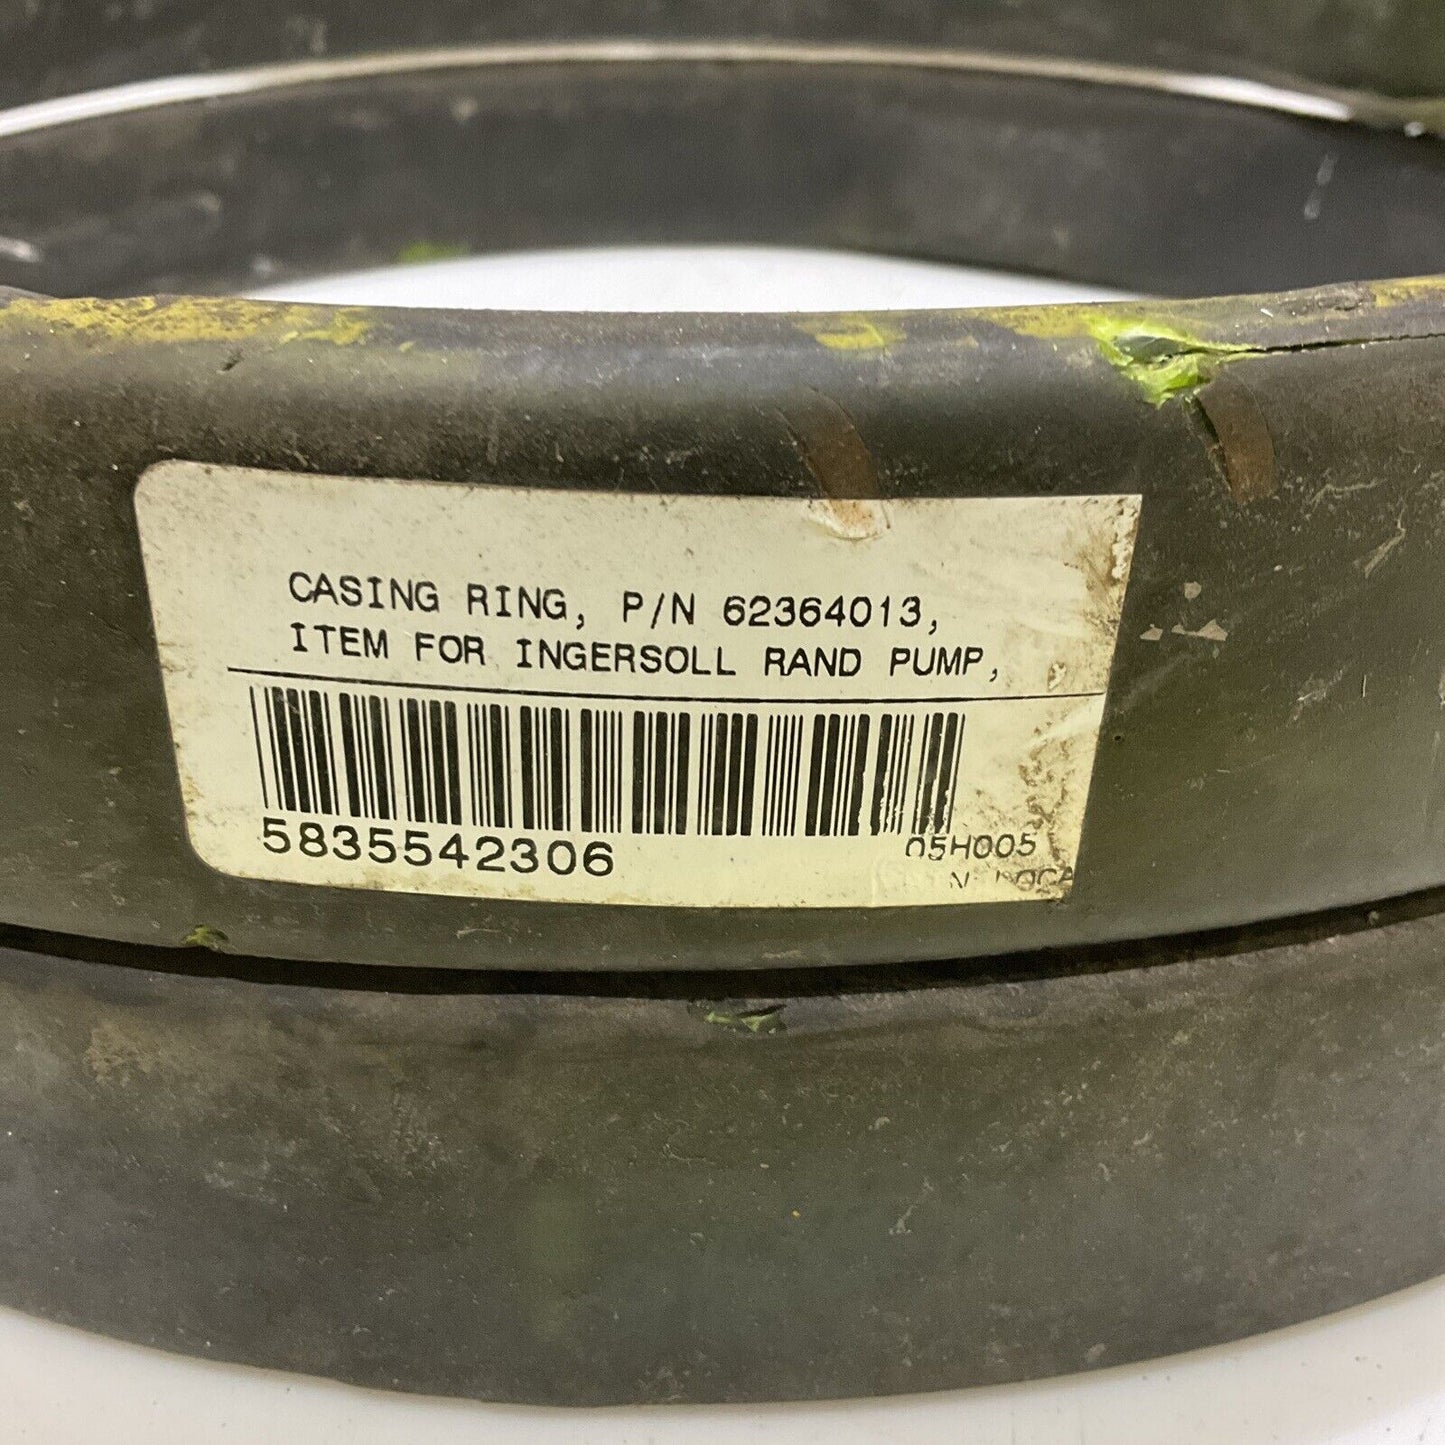 CASING RING, P/N 62364013,
ITEM FOR INGERSOLL RAND PUMP,
5835542306
05H005